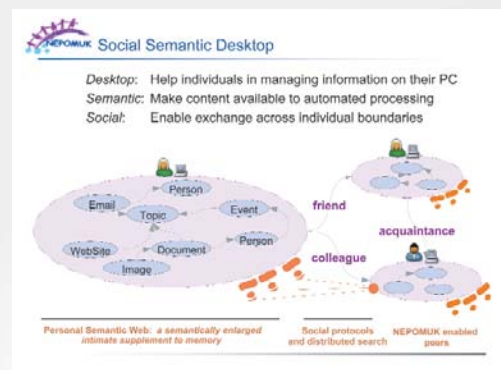 NEPOMUK Social Semantic Desktop
Desktop: Help individuals in managing information on their PC
Semantic: Make content available to automated processing
Social: Enable exchange across individual boundaries
Person
Email
Topic
Event
WebSite
Document
Person
Image
friend
acquaintance
colleague
Personal Semantic Web: a semantically enlarged
intimate supplement to memory
Social protocols
and distributed search
NEPOMUK enabled
peers